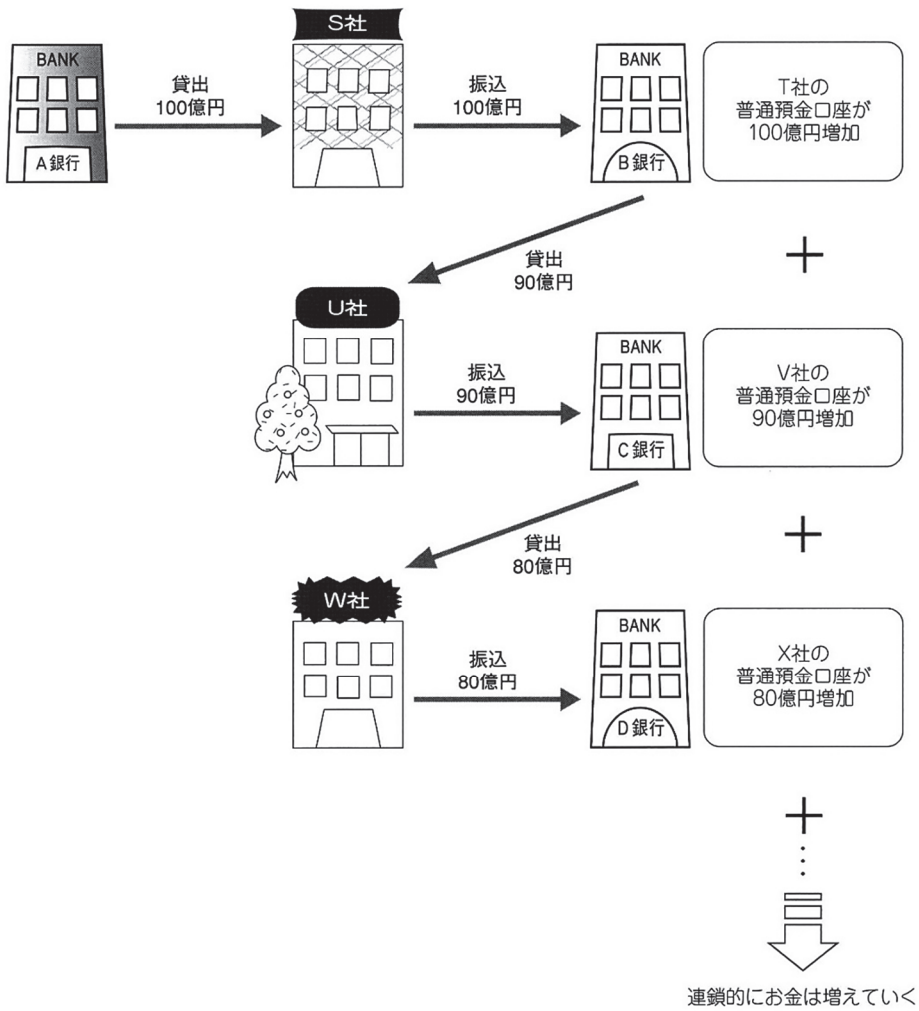 S社
BANK
A銀行
貸出
100億円
振込
100億円
BANK
B銀行
T社の
普通預金口座が
100億円増加
+
貸出
90億円
U社
振込
90億円
BANK
C銀行
V社の
普通預金口座が
90億円増加
+
貸出
80億円
W社
振込
80億円
BANK
D銀行
X社の
普通預金口座が
80億円増加
+
連鎖的にお金は増えていく